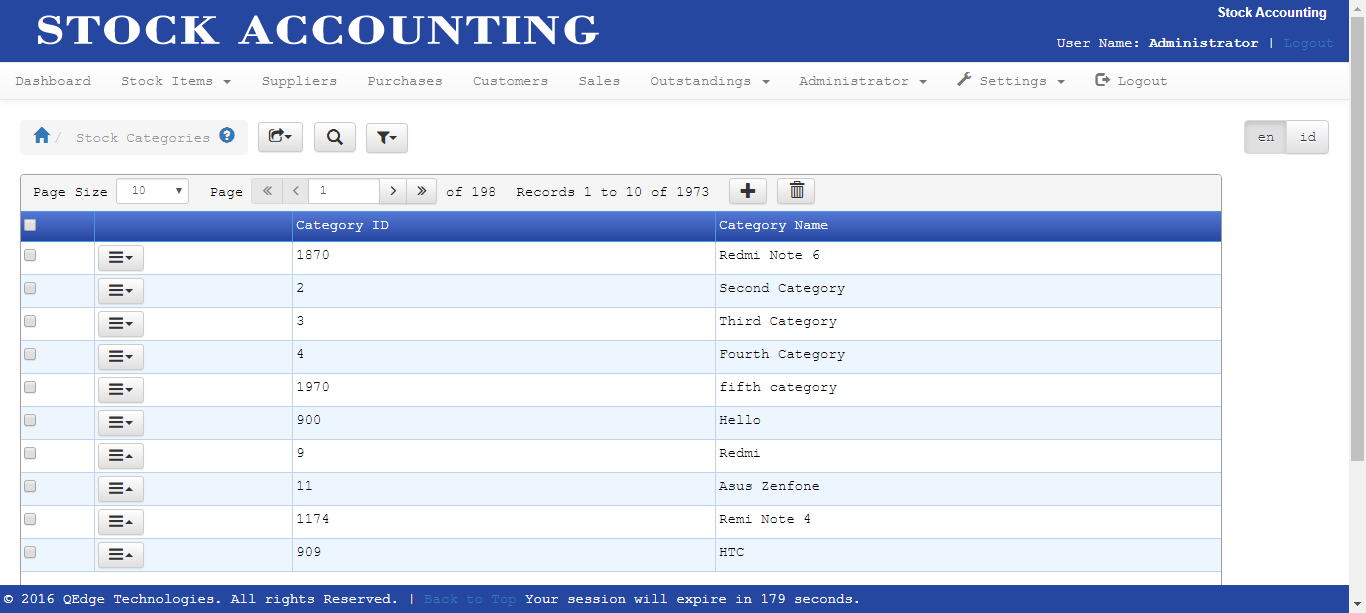 STOCK ACCOUNTING
Stock Accounting
User Name: Administrator | Logout
Dashboard Stock Items Suppliers Purchases Customers Sales Outstandings Administrator Settings Logout
/ Stock Categories ? en id
Page Size 10 Page « < 1 > » of 198 Records 1 to 10 of 1973
Category ID Category Name
1870 Redmi Note 6
2 Second Category
3 Third Category
4 Fourth Category
1970 fifth category
900 Hello
9 Redmi
11 Asus Zenfone
1174 Remi Note 4
909 HTC
© 2016 QEdge Technologies. All rights Reserved. | Back to Top Your session will expire in 179 seconds.